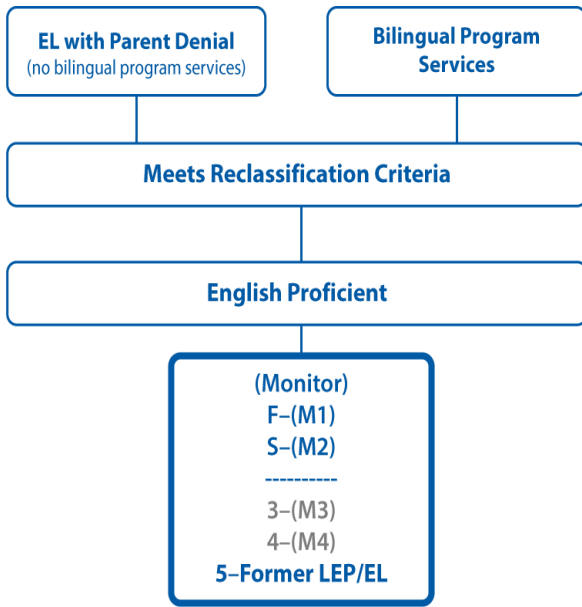 EL with Parent Denial
(no bilingual program services)
Bilingual Program
Services
Meets Reclassification Criteria
English Proficient
(Monitor)
F–(M1)
S–(M2)
----------
3–(M3)
4–(M4)
5–Former LEP/EL